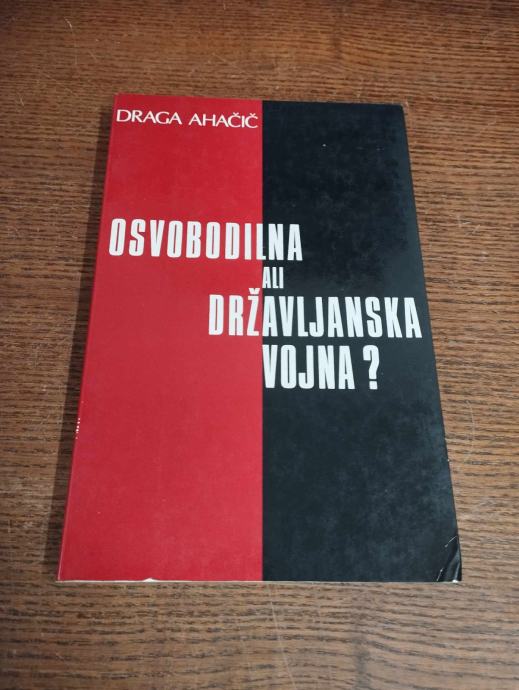 DRAGA AHAČIČ
OSVOBODILNA
ALI
DRŽAVLJANSKA
VOJNA ?